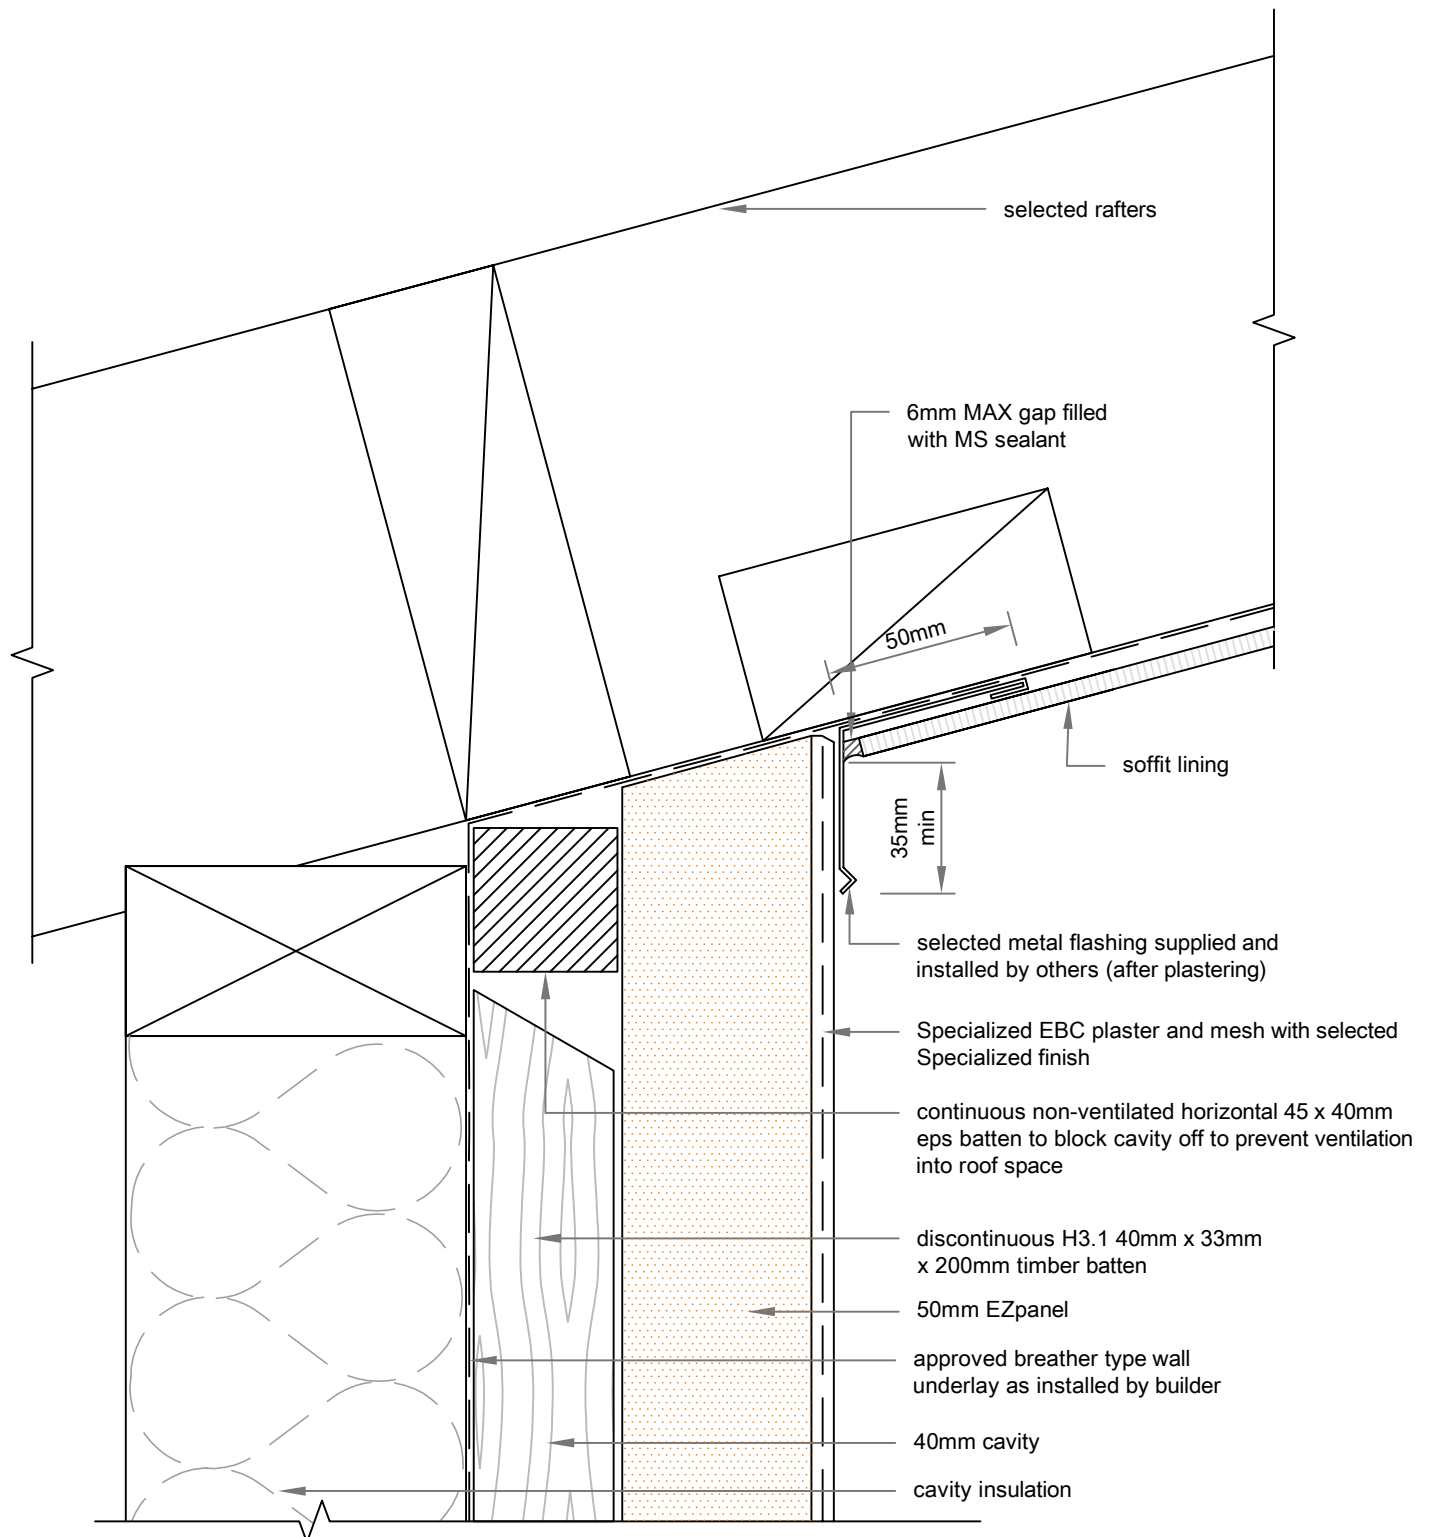 selected rafters
6mm MAX gap filled
with MS sealant
50mm
soffit lining
35mm
min
selected metal flashing supplied and
installed by others (after plastering)
Specialized EBC plaster and mesh with selected
Specialized finish
continuous non-ventilated horizontal 45 x 40mm
eps batten to block cavity off to prevent ventilation
into roof space
discontinuous H3.1 40mm x 33mm
x 200mm timber batten
50mm EZpanel
approved breather type wall
underlay as installed by builder
40mm cavity
cavity insulation